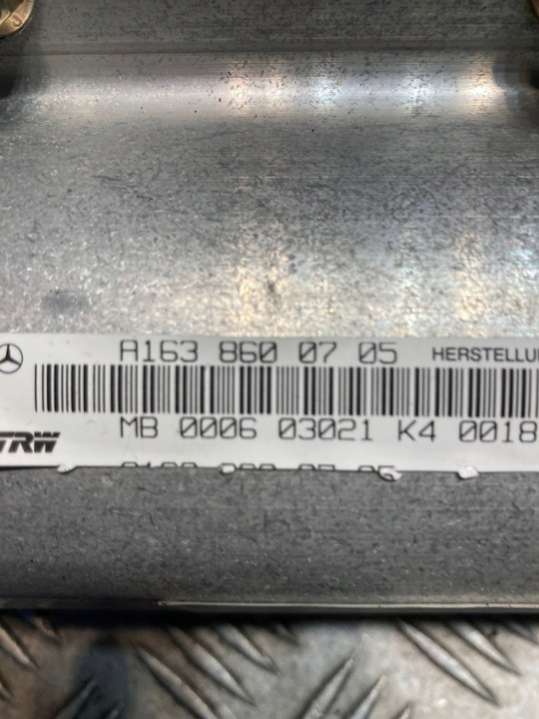 A163 860 07 05 HERSTELLU
MB 0006 03021 K4 0018
TRW